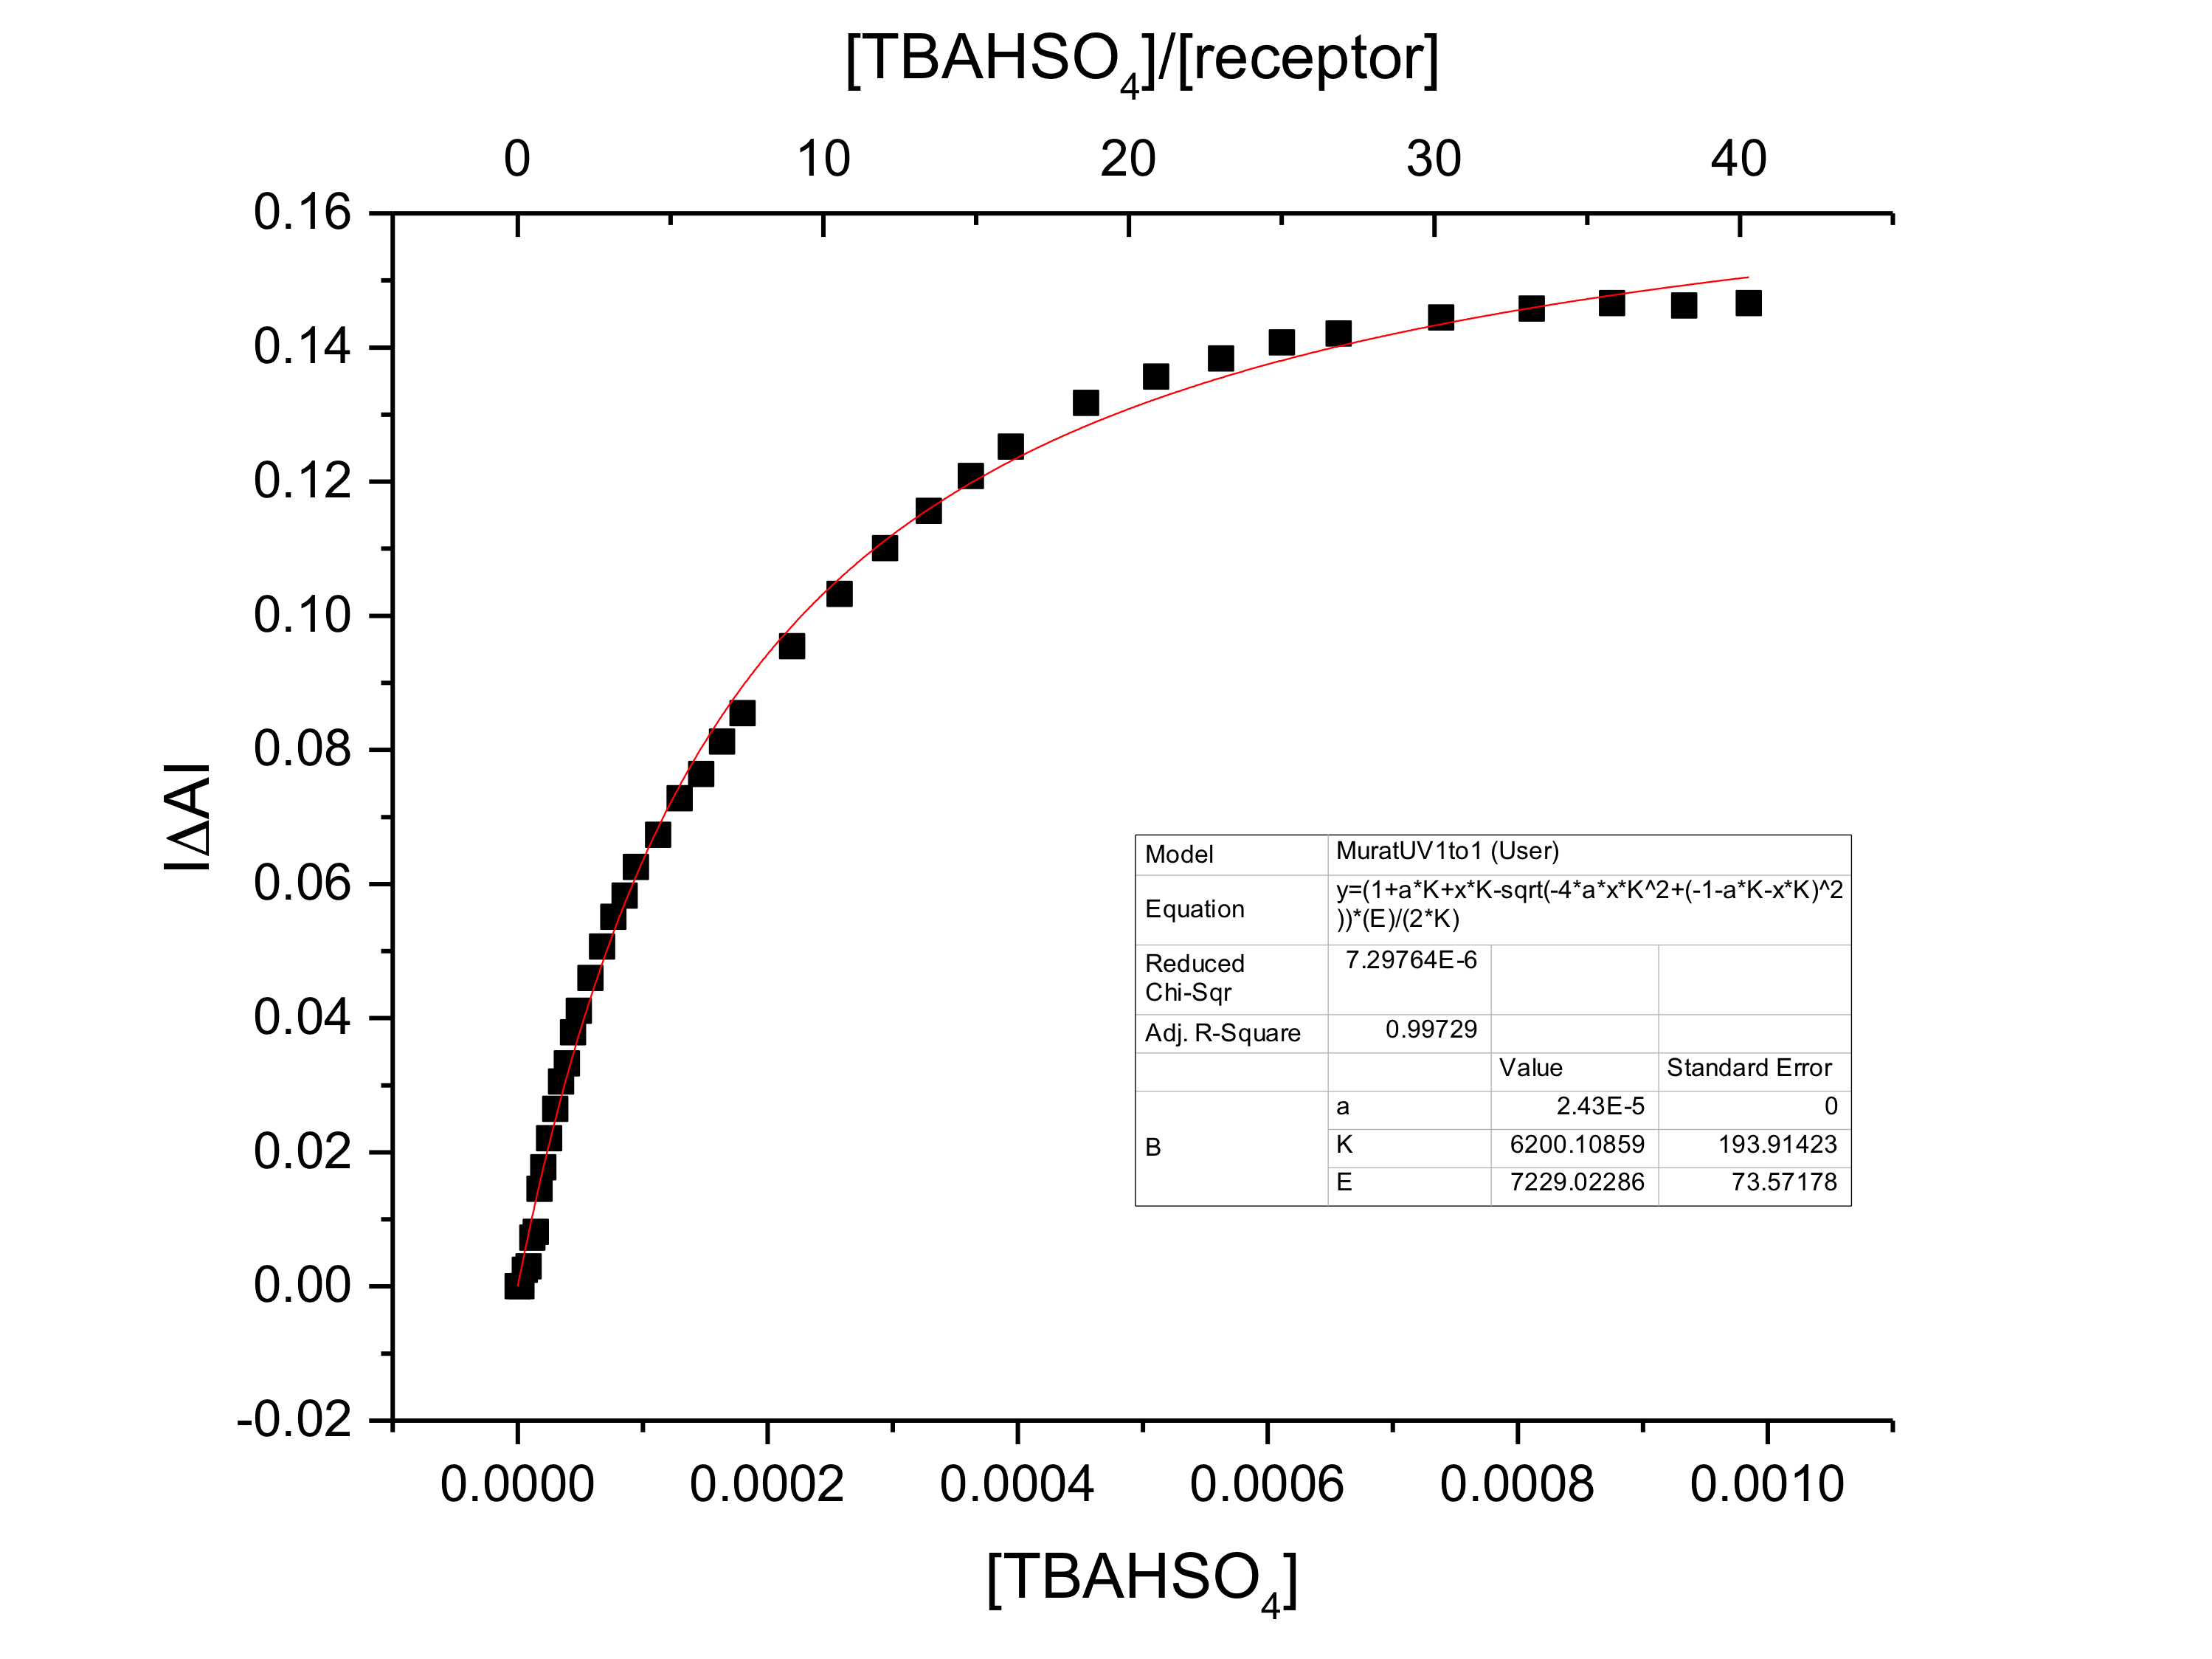 [TBAHSO4]/[receptor]
0 10 20 30 40
0.16
0.14
0.12
0.10
0.08
0.06
0.04
0.02
0.00
-0.02
IΔAI
Model MuratUV1to1 (User)
Equation y=(1+a*K+x*K-sqrt(-4*a*x*K^2+(-1-a*K-x*K)^2
))*(E)/(2*K)
Reduced
Chi-Sqr 7.29764E-6
Adj. R-Square 0.99729
Value Standard Error
B a 2.43E-5 0
K 6200.10859 193.91423
E 7229.02286 73.57178
0.0000 0.0002 0.0004 0.0006 0.0008 0.0010
[TBAHSO4]